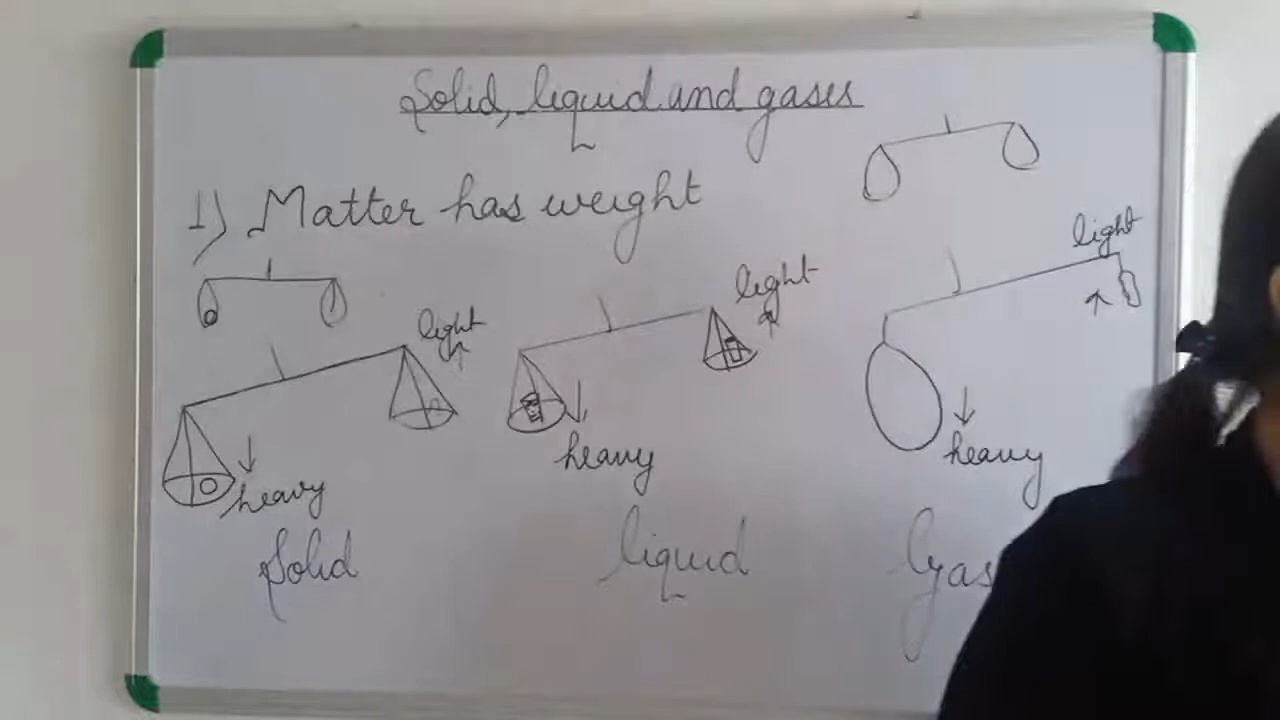 Solid, liquid and gases
1) Matter has weight
light
heavy
Solid
light
heavy
liquid
light
heavy
Gas